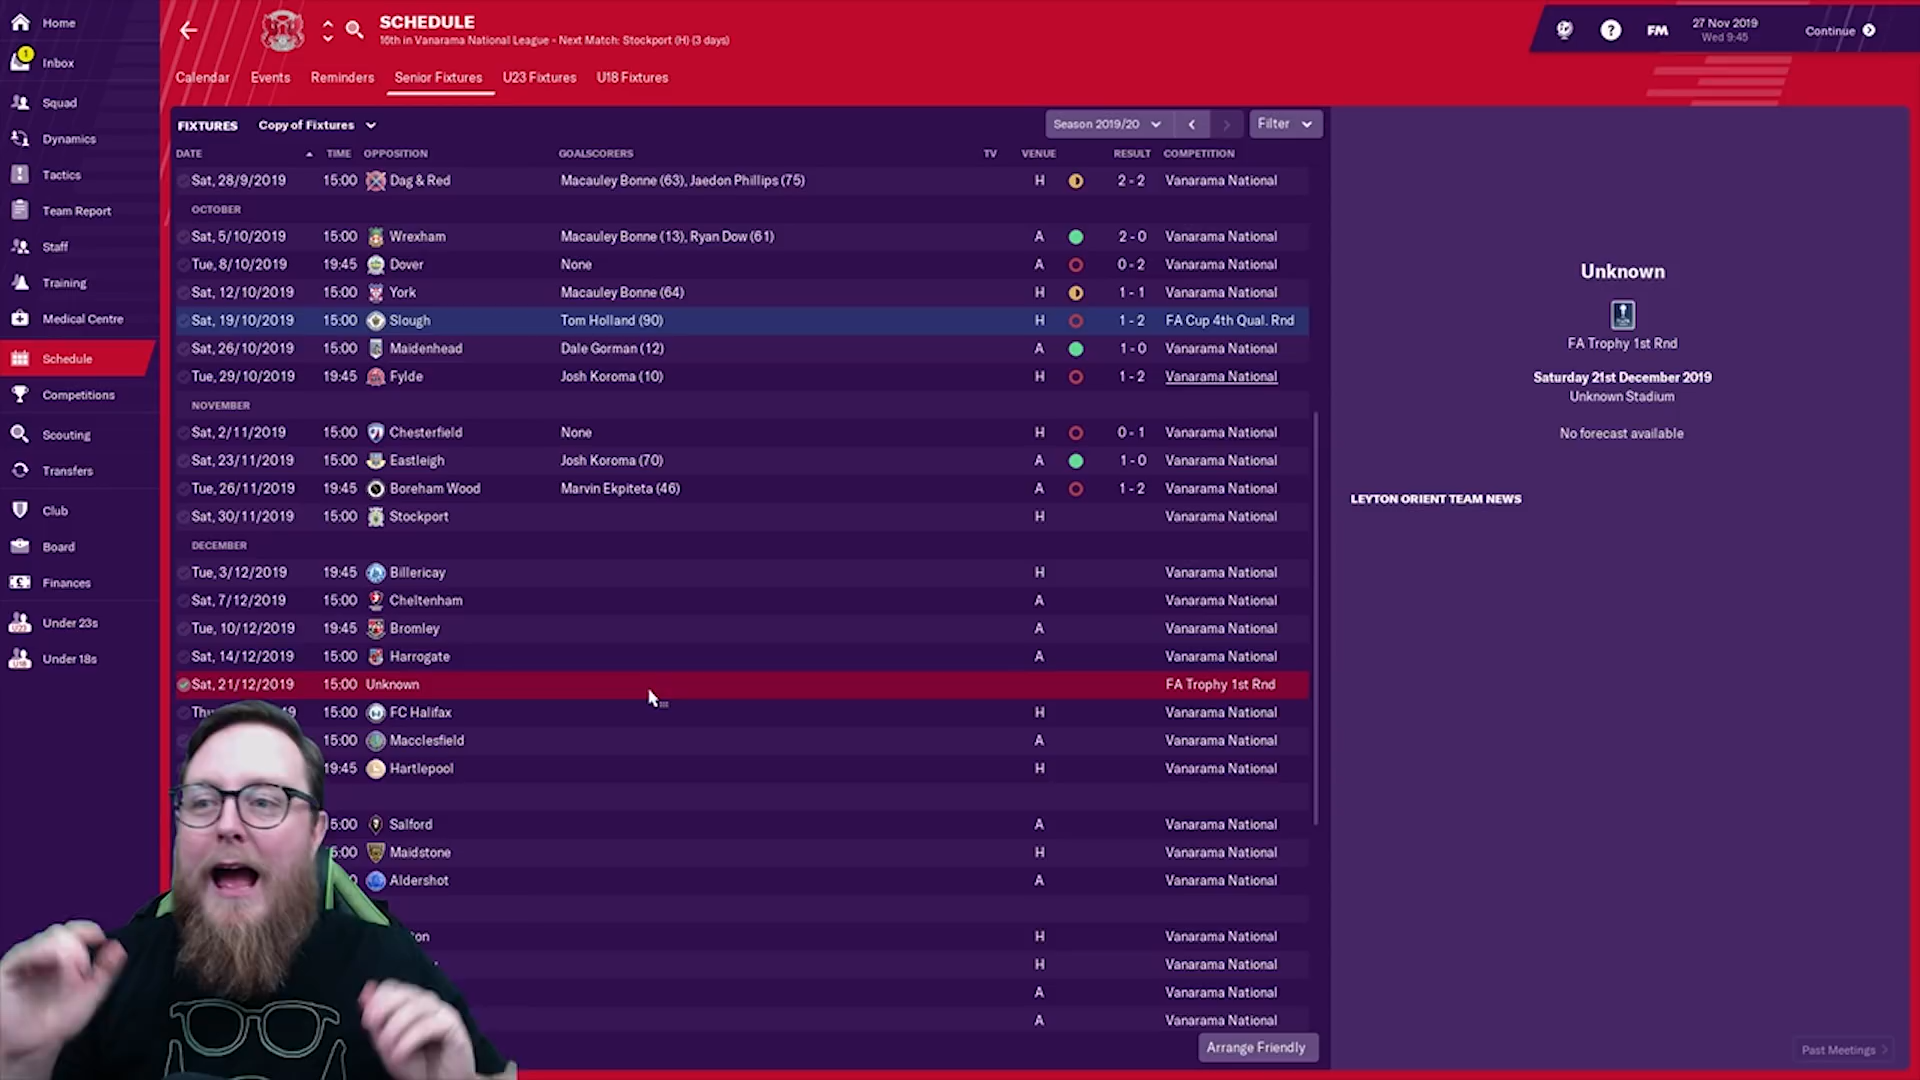 Home
1
Inbox
Squad
Dynamics
Tactics
Team Report
Staff
Training
Medical Centre
Schedule
Competitions
Scouting
Transfers
Club
Board
Finances
U23
Under 23s
U18
Under 18s
SCHEDULE
16th in Vanarama National League - Next Match: Stockport (H) (3 days)
? FM 27 Nov 2019 Continue
Wed 9:45
Calendar Events Reminders Senior Fixtures U23 Fixtures U18 Fixtures
FIXTURES Copy of Fixtures Season 2019/20 Filter
DATE TIME OPPOSITION GOALSCORERS TV VENUE RESULT COMPETITION
Sat, 28/9/2019 15:00 Dag & Red Macauley Bonne (63), Jaedon Phillips (75) H 2 - 2 Vanarama National
OCTOBER
Sat, 5/10/2019 15:00 Wrexham Macauley Bonne (13), Ryan Dow (61) A 2 - 0 Vanarama National
Tue, 8/10/2019 19:45 Dover None A 0 - 2 Vanarama National
Sat, 12/10/2019 15:00 York Macauley Bonne (64) H 1 - 1 Vanarama National
Sat, 19/10/2019 15:00 Slough Tom Holland (90) H 1 - 2 FA Cup 4th Qual. Rnd
Sat, 26/10/2019 15:00 Maidenhead Dale Gorman (12) A 1 - 0 Vanarama National
Tue, 29/10/2019 19:45 Fylde Josh Koroma (10) H 1 - 2 Vanarama National
NOVEMBER
Sat, 2/11/2019 15:00 Chesterfield None H 0 - 1 Vanarama National
Sat, 23/11/2019 15:00 Eastleigh Josh Koroma (70) A 1 - 0 Vanarama National
Tue, 26/11/2019 19:45 Boreham Wood Marvin Ekpiteta (46) A 1 - 2 Vanarama National
Sat, 30/11/2019 15:00 Stockport H Vanarama National
DECEMBER
Tue, 3/12/2019 19:45 Billericay H Vanarama National
Sat, 7/12/2019 15:00 Cheltenham A Vanarama National
Tue, 10/12/2019 19:45 Bromley A Vanarama National
Sat, 14/12/2019 15:00 Harrogate A Vanarama National
Sat, 21/12/2019 15:00 Unknown FA Trophy 1st Rnd
15:00 FC Halifax H Vanarama National
15:00 Macclesfield A Vanarama National
19:45 Hartlepool H Vanarama National
5:00 Salford A Vanarama National
5:00 Maidstone H Vanarama National
Aldershot A Vanarama National
ton H Vanarama National
H Vanarama National
A Vanarama National
A Vanarama National
Arrange Friendly
Unknown
FA Trophy 1st Rnd
Saturday 21st December 2019
Unknown Stadium
No forecast available
LEYTON ORIENT TEAM NEWS
Past Meetings